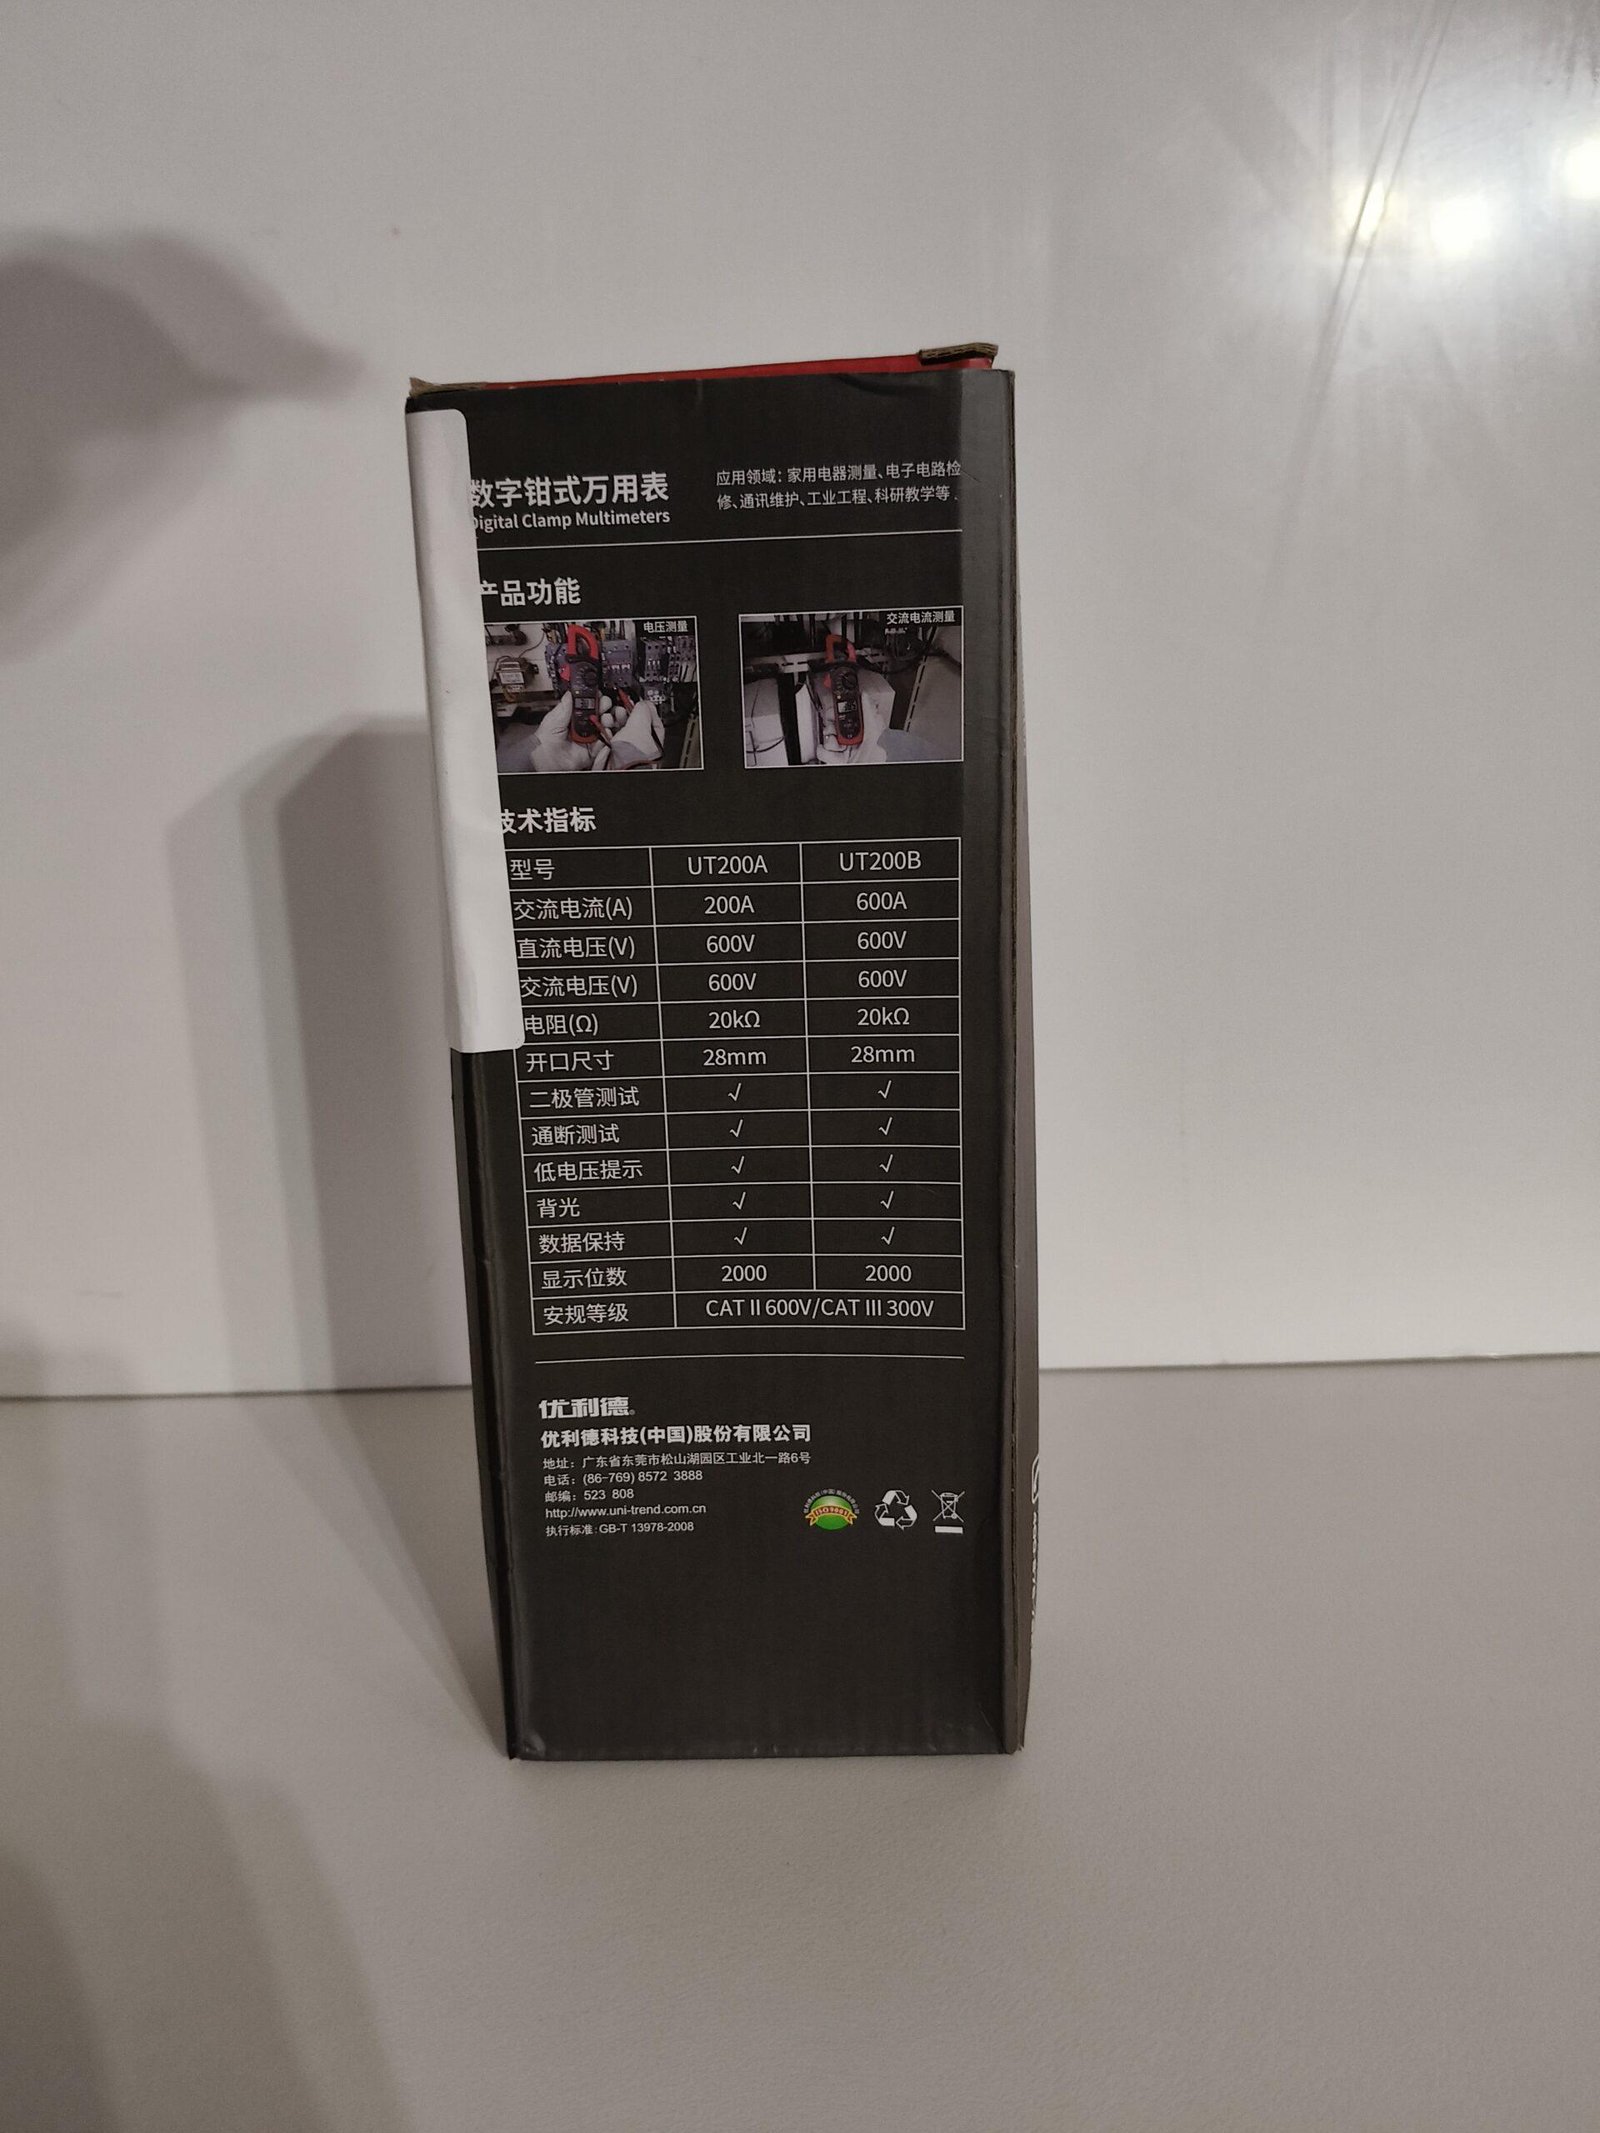 数字钳式万用表
Digital Clamp Multimeters
应用领域：家用电器测量、电子电路检
修、通讯维护、工业工程、科研教学等．
产品功能
电压测量
交流电流测量
技术指标
型号 UT200A UT200B
交流电流(A) 200A 600A
直流电压(V) 600V 600V
交流电压(V) 600V 600V
电阻(Ω) 20kΩ 20kΩ
开口尺寸 28mm 28mm
二极管测试 √ √
通断测试 √ √
低电压提示 √ √
背光 √ √
数据保持 √ √
显示位数 2000 2000
安规等级 CAT II 600V/CAT III 300V
优利德®
优利德科技(中国)股份有限公司
地址：广东省东莞市松山湖园区工业北一路6号
电话：(86-769) 8572 3888
邮编：523 808
http://www.uni-trend.com.cn
执行标准：GB-T 13978-2008
ISO 9001